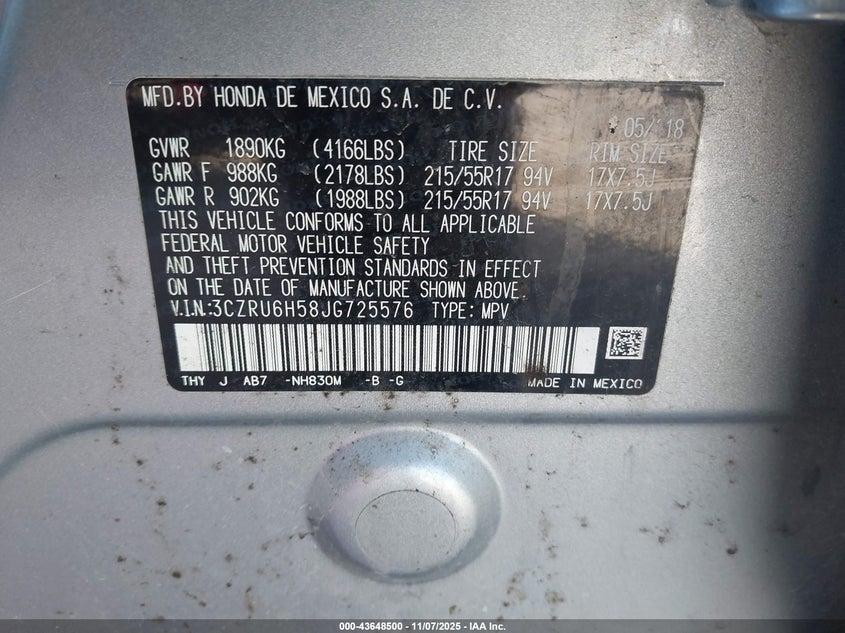 MFD.BY HONDA DE MEXICO S.A. DE C.V.
05/ 18
GVWR 1890KG (4166LBS) TIRE SIZE RIM SIZE
GAWR F 988KG (2178LBS) 215/55R17 94V 17X7.5J
GAWR R 902KG (1988LBS) 215/55R17 94V 17X7.5J
THIS VEHICLE CONFORMS TO ALL APPLICABLE
FEDERAL MOTOR VEHICLE SAFETY
AND THEFT PREVENTION STANDARDS IN EFFECT
ON THE DATE OF MANUFACTURE SHOWN ABOVE.
V.I.N:3CZRU6H58JG725576 TYPE: MPV
THY J AB7 -NH830M -B -G MADE IN MEXICO
000-43648500 - 11/07/2025 - IAA Inc.